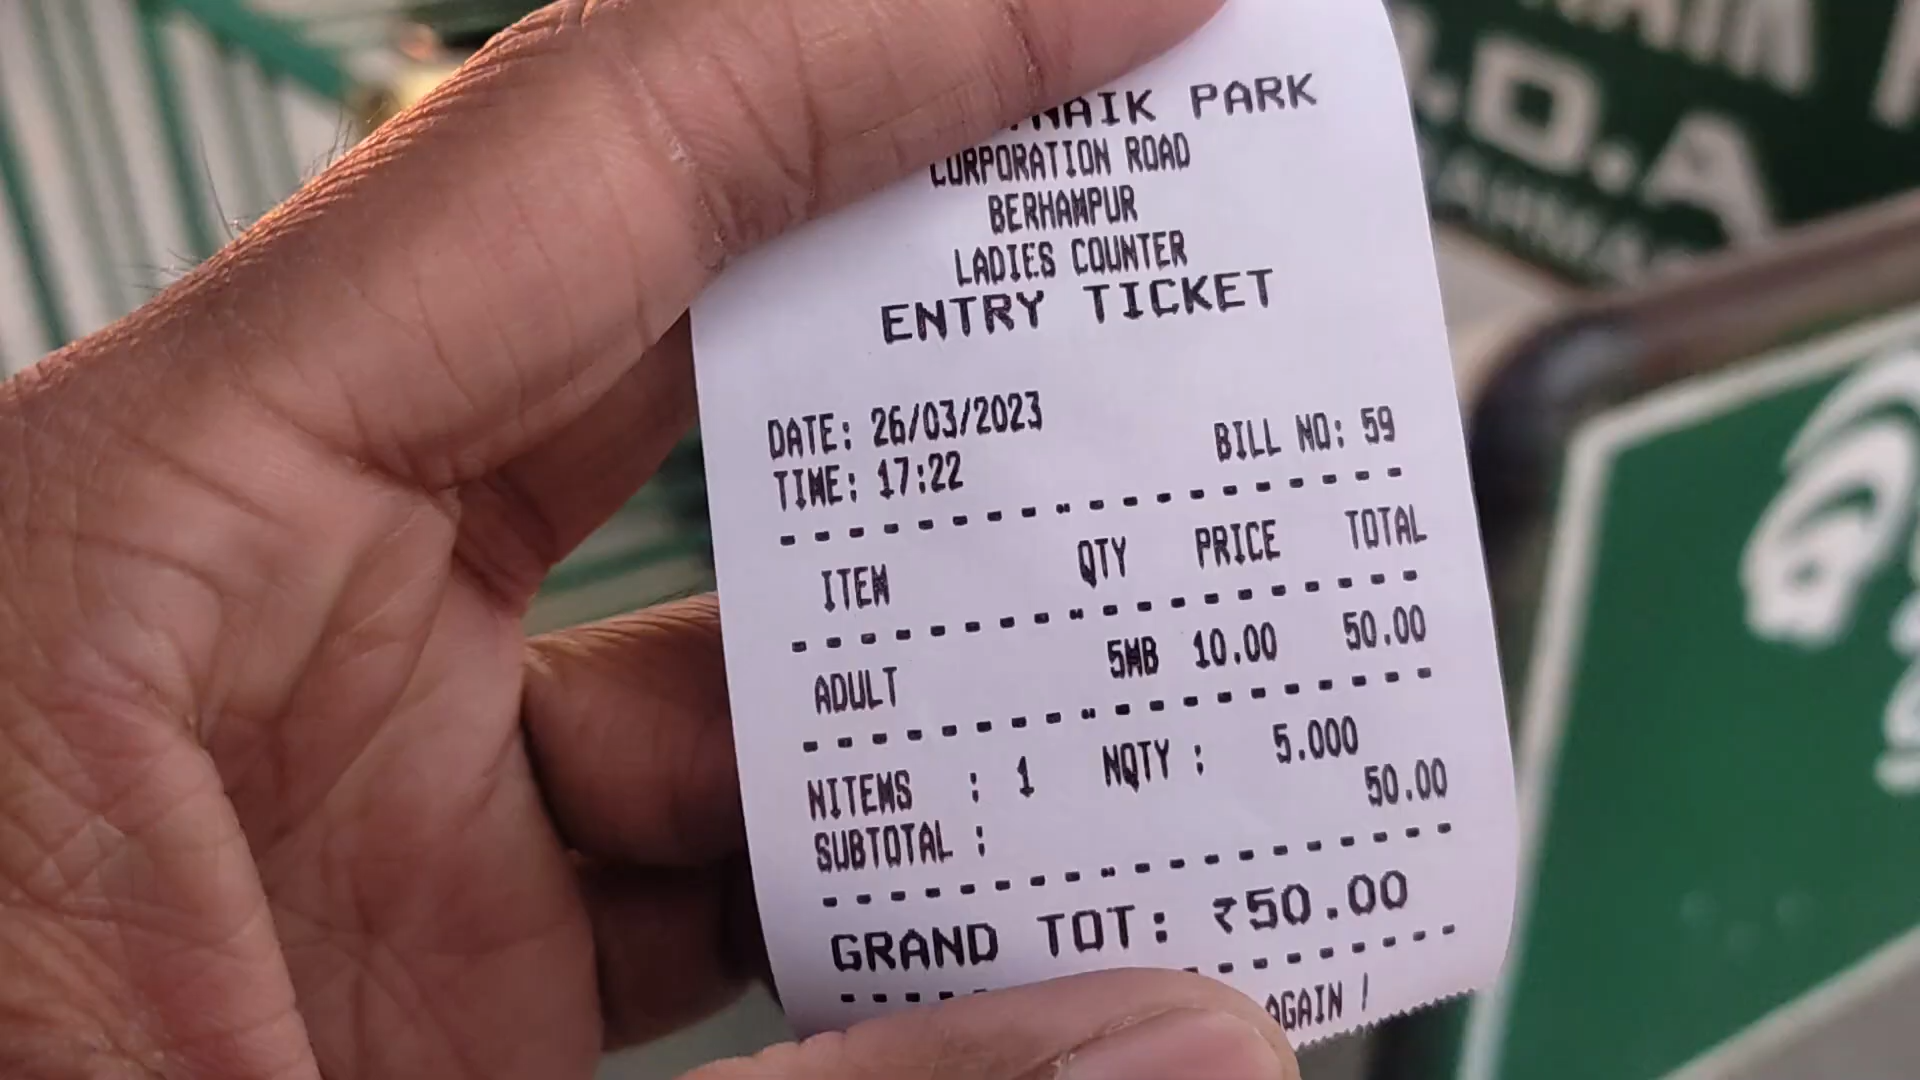 PARK
CORPORATION ROAD
BERHAMPUR
LADIES COUNTER
ENTRY TICKET
DATE: 26/03/2023
BILL NO: 59
TIME: 17:22
ITEM QTY PRICE TOTAL
ADULT 5MB 10.00 50.00
NITEMS : 1 NQTY : 5.000
SUBTOTAL : 50.00
GRAND TOT: ₹50.00
AGAIN !